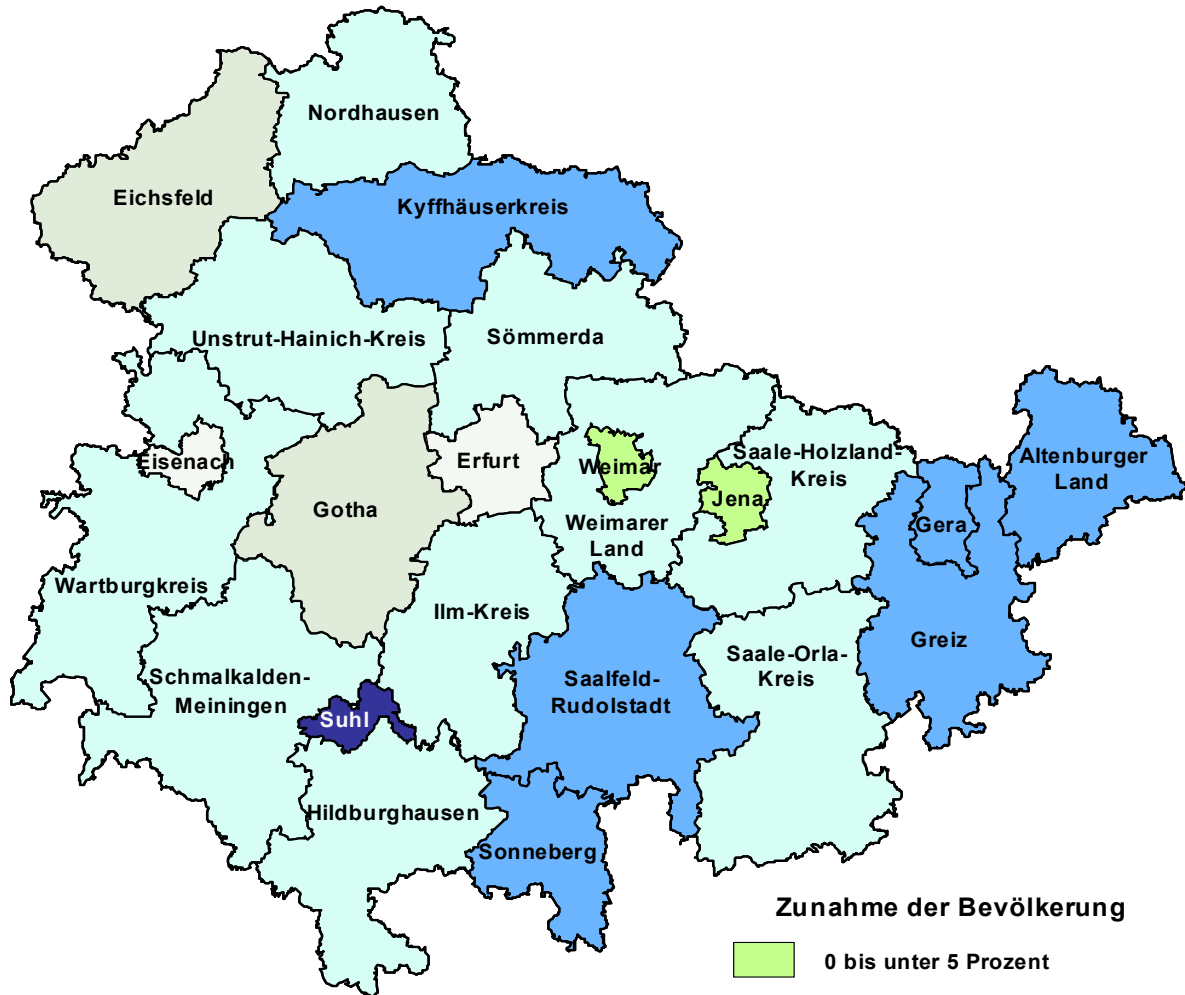 Nordhausen
Eichsfeld
Kyffhäuserkreis
Unstrut-Hainich-Kreis
Sömmerda
Eisenach
Gotha
Erfurt
Weimar
Weimarer
Land
Jena
Saale-Holzland-
Kreis
Gera
Altenburger
Land
Wartburgkreis
Ilm-Kreis
Greiz
Schmalkalden-
Meiningen
Suhl
Saalfeld-
Rudolstadt
Saale-Orla-
Kreis
Hildburghausen
Sonneberg
Zunahme der Bevölkerung
0 bis unter 5 Prozent